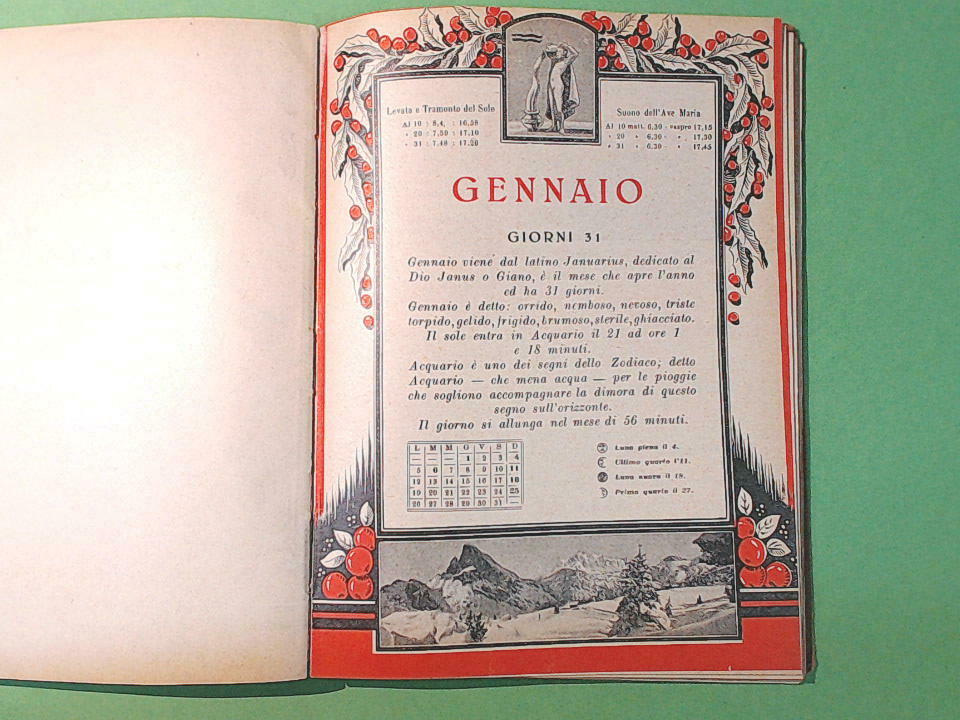 Levata e Tramonto del Sole
Al 10 : 8,4, : 16,58
» 20 : 7,59 : 17.10
» 31 : 7.48 : 17.20
Suono dell'Ave Maria
Al 10 matt. 6,30 - vespro 17,15
» 20 » 6.30 - » 17,30
» 31 » 6.30 - » 17,45
GENNAIO
GIORNI 31
Gennaio viene dal latino Januarius, dedicato al
Dio Janus o Giano, è il mese che apre l'anno
ed ha 31 giorni.
Gennaio è detto: orrido, nemboso, nevoso, triste
torpido, gelido, frigido, brumoso, sterile, ghiacciato.
Il sole entra in Acquario il 21 ad ore 1
e 18 minuti.
Acquario è uno dei segni dello Zodiaco; detto
Acquario — che mena acqua — per le pioggie
che sogliono accompagnare la dimora di questo
segno sull'orizzonte.
Il giorno si allunga nel mese di 56 minuti.
L M M G V S D
— — — 1 2 3 4
5 6 7 8 9 10 11
12 13 14 15 16 17 18
19 20 21 22 23 24 25
26 27 28 29 30 31 —
Luna piena il 4.
Ultimo quarto l'11.
Luna nuova il 18.
Primo quarto il 27.